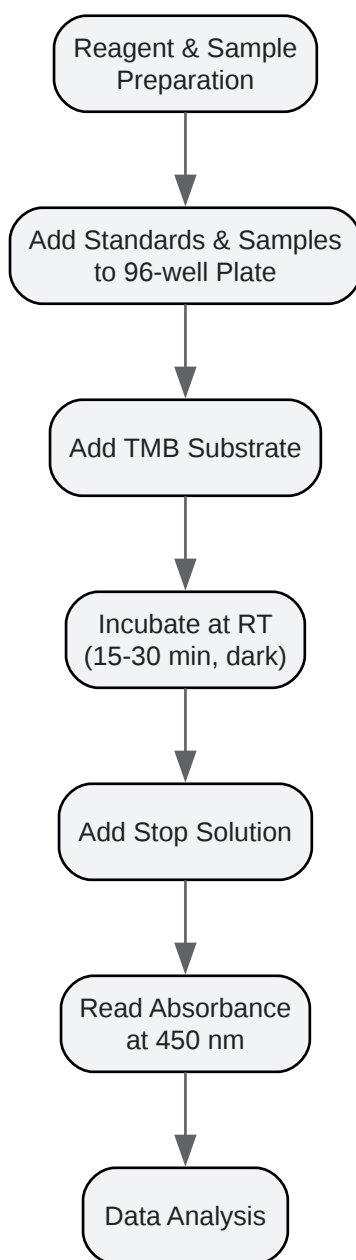 Reagent & Sample
Preparation
Add Standards & Samples
to 96-well Plate
Add TMB Substrate
Incubate at RT
(15-30 min, dark)
Add Stop Solution
Read Absorbance
at 450 nm
Data Analysis